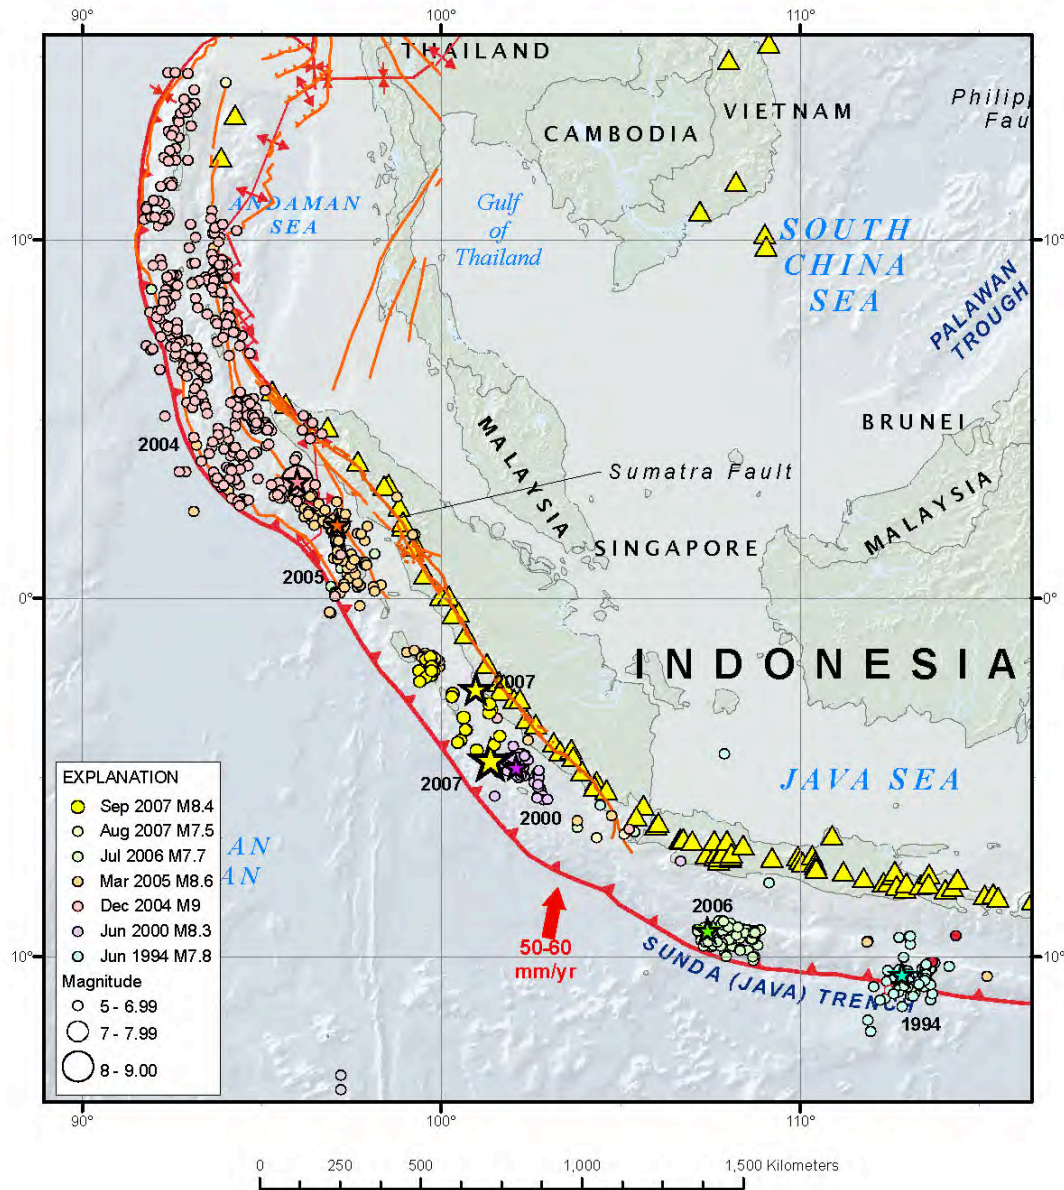 90°
100°
110°
THAILAND
VIETNAM
CAMBODIA
Philipp
Fau
ANDAMAN
SEA
Gulf
of
Thailand
SOUTH
CHINA
SEA
10°
10°
PALAWAN
TROUGH
BRUNEI
2004
MALAYSIA
Sumatra Fault
MALAYSIA
SINGAPORE
2005
0°
0°
INDONESIA
2007
2007
2000
JAVA SEA
EXPLANATION
Sep 2007 M8.4
Aug 2007 M7.5
Jul 2006 M7.7
Mar 2005 M8.6
Dec 2004 M9
Jun 2000 M8.3
Jun 1994 M7.8
Magnitude
5 - 6.99
7 - 7.99
8 - 9.00
AN
AN
2006
50-60
mm/yr
SUNDA (JAVA) TRENCH
1994
10°
10°
90°
100°
110°
0
250
500
1,000
1,500 Kilometers